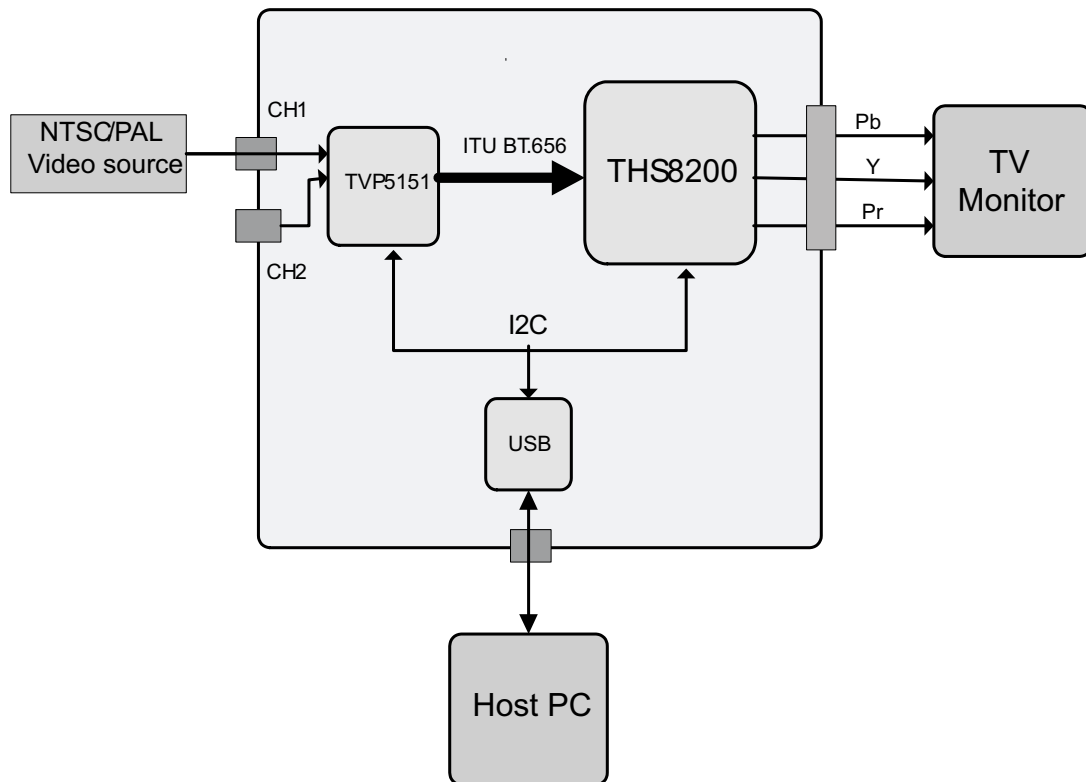 CH1
NTSC/PAL
Video source
TVP5151
ITU BT.656
THS8200
Pb
Y
Pr
TV
Monitor
CH2
I2C
USB
Host PC